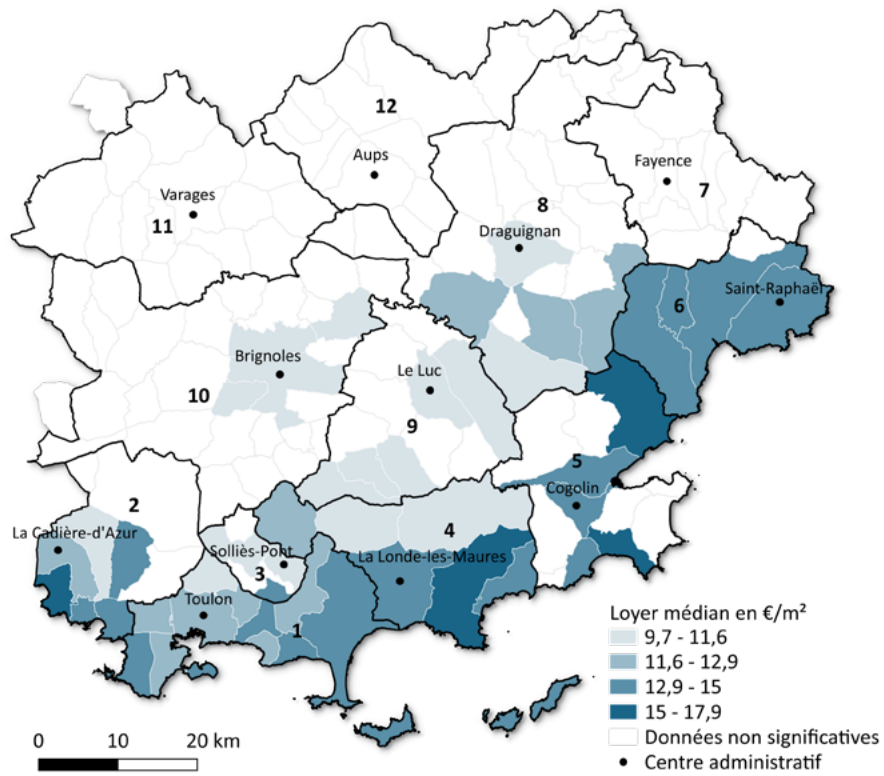 12
Aups
Fayence
7
Varages
11
8
Draguignan
6
Saint-Raphaël
Brignoles
Le Luc
10
9
5
Cogolin
2
La Cadière-d'Azur
4
Solliès-Pont
3
La Londe-les-Maures
Toulon
1
Loyer médian en €/m²
9,7 - 11,6
11,6 - 12,9
12,9 - 15
15 - 17,9
Données non significatives
Centre administratif
0 10 20 km